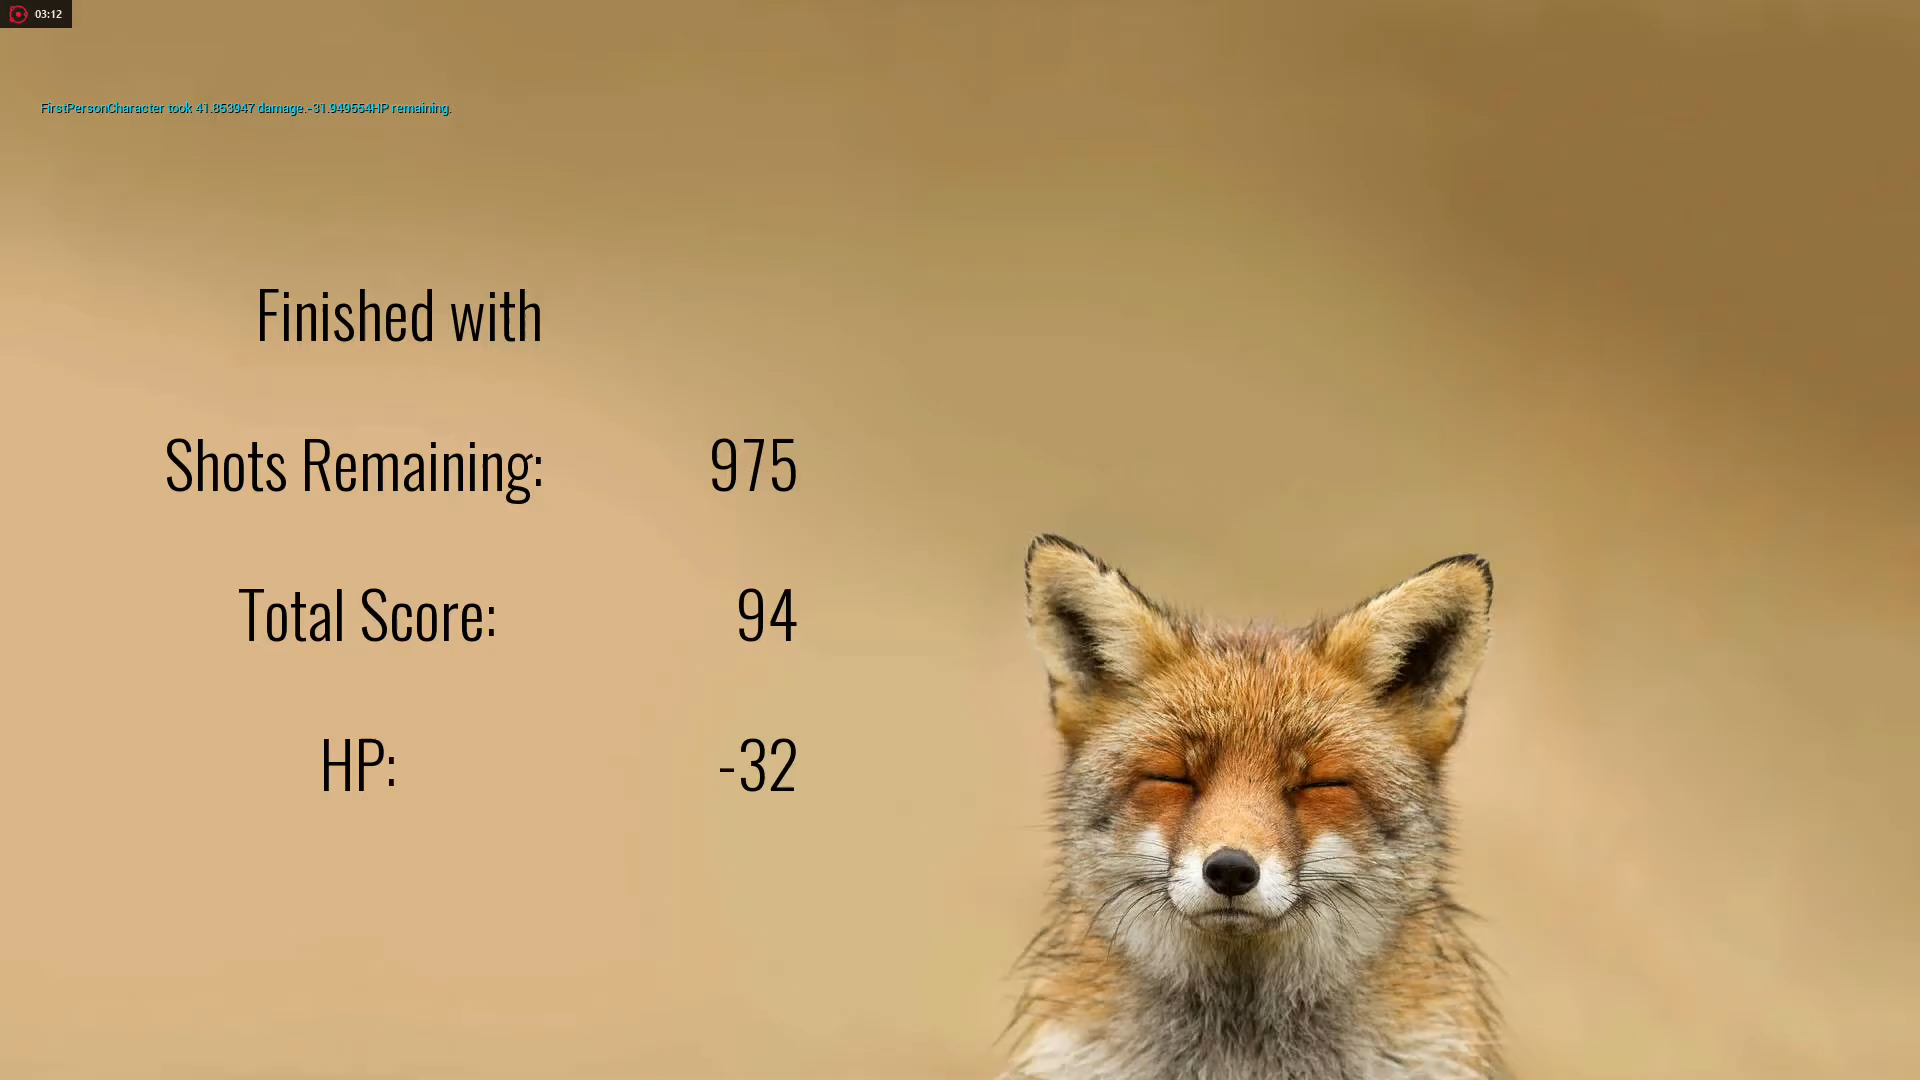 03:12
FirstPersonCharacter took 41.853947 damage.-31.949554HP remaining.
Finished with
Shots Remaining: 975
Total Score: 94
HP: -32